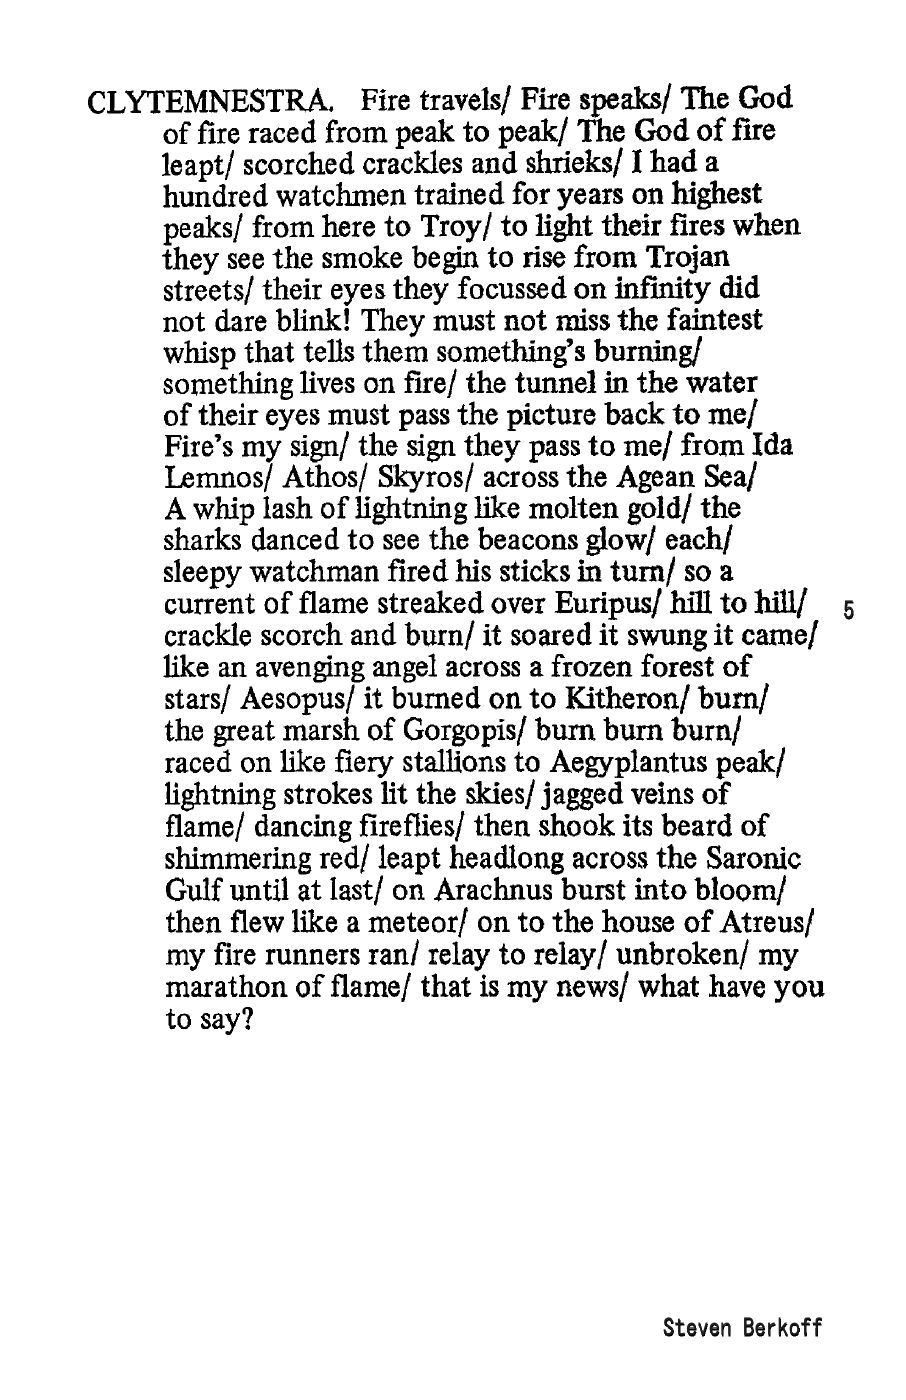 CLYTEMNESTRA. Fire travels/ Fire speaks/ The God
of fire raced from peak to peak/ The God of fire
leapt/ scorched crackles and shrieks/ I had a
hundred watchmen trained for years on highest
peaks/ from here to Troy/ to light their fires when
they see the smoke begin to rise from Trojan
streets/ their eyes they focussed on infinity did
not dare blink! They must not miss the faintest
whisp that tells them something's burning/
something lives on fire/ the tunnel in the water
of their eyes must pass the picture back to me/
Fire's my sign/ the sign they pass to me/ from Ida
Lemnos/ Athos/ Skyros/ across the Agean Sea/
A whip lash of lightning like molten gold/ the
sharks danced to see the beacons glow/ each/
sleepy watchman fired his sticks in turn/ so a
current of flame streaked over Euripus/ hill to hill/ 5
crackle scorch and burn/ it soared it swung it came/
like an avenging angel across a frozen forest of
stars/ Aesopus/ it burned on to Kitheron/ burn/
the great marsh of Gorgopis/ burn burn burn/
raced on like fiery stallions to Aegyplantus peak/
lightning strokes lit the skies/ jagged veins of
flame/ dancing fireflies/ then shook its beard of
shimmering red/ leapt headlong across the Saronic
Gulf until at last/ on Arachnus burst into bloom/
then flew like a meteor/ on to the house of Atreus/
my fire runners ran/ relay to relay/ unbroken/ my
marathon of flame/ that is my news/ what have you
to say?
Steven Berkoff